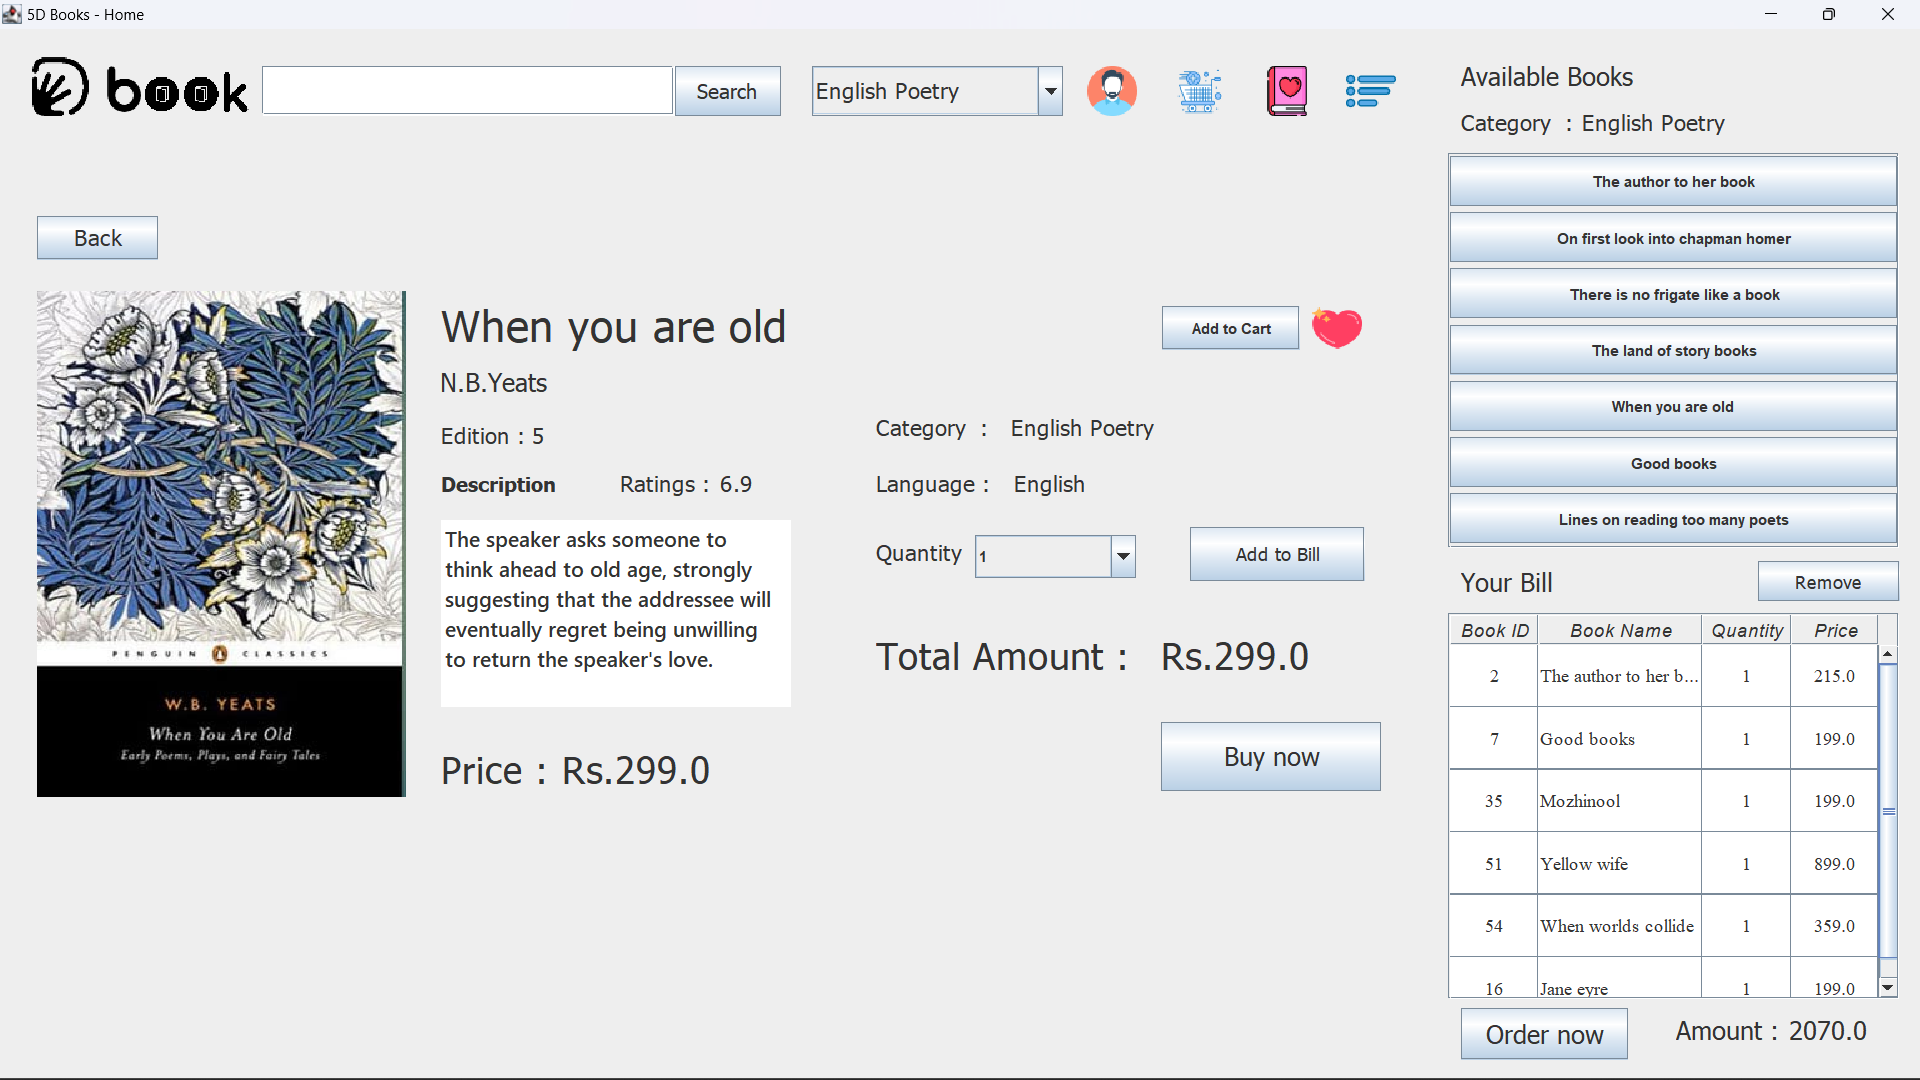 5D Books - Home
book
Search
English Poetry
Back
When you are old
N.B.Yeats
Edition : 5
Description
Ratings : 6.9
The speaker asks someone to
think ahead to old age, strongly
suggesting that the addressee will
eventually regret being unwilling
to return the speaker's love.
Price : Rs.299.0
PENGUIN CLASSICS
W.B. YEATS
When You Are Old
Early Poems, Plays, and Fairy Tales
Add to Cart
Category : English Poetry
Language : English
Quantity 1
Add to Bill
Total Amount : Rs.299.0
Buy now
Available Books
Category : English Poetry
The author to her book
On first look into chapman homer
There is no frigate like a book
The land of story books
When you are old
Good books
Lines on reading too many poets
Your Bill
Remove
Book ID Book Name Quantity Price
2 The author to her b... 1 215.0
7 Good books 1 199.0
35 Mozhinool 1 199.0
51 Yellow wife 1 899.0
54 When worlds collide 1 359.0
16 Jane eyre 1 199.0
Order now
Amount : 2070.0